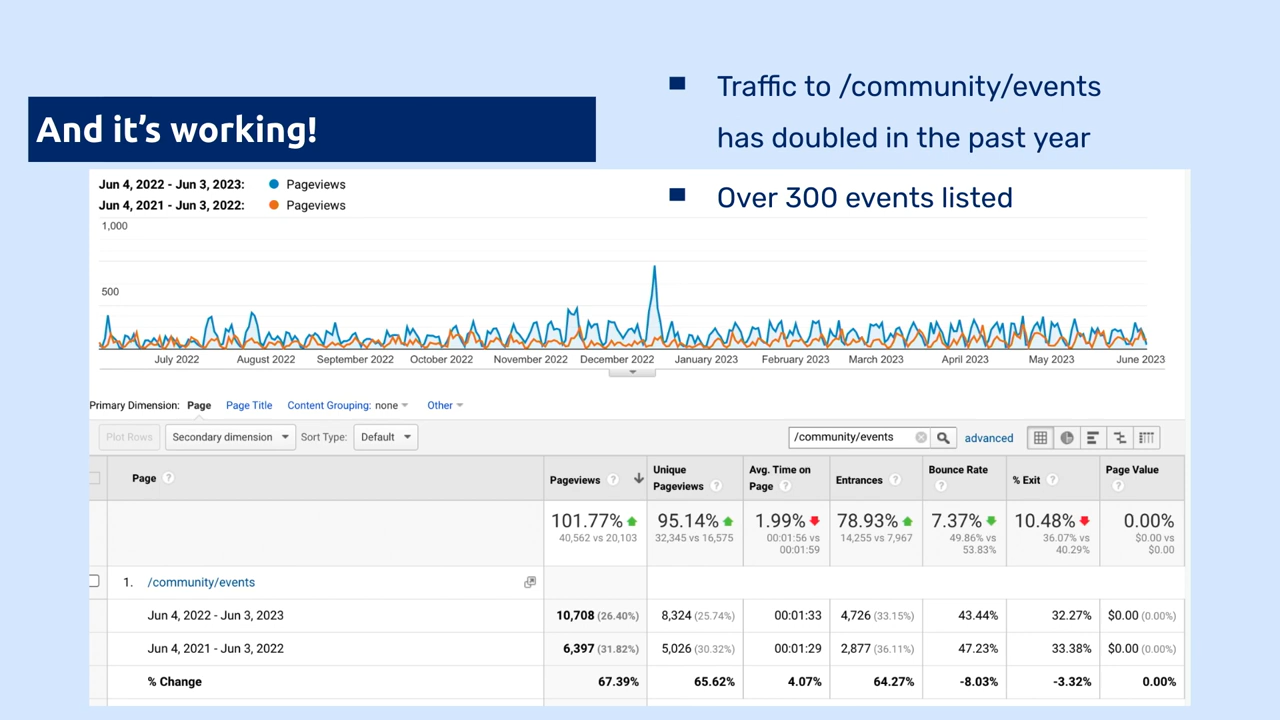 And it's working!
■ Traffic to /community/events
has doubled in the past year
■ Over 300 events listed
Jun 4, 2022 - Jun 3, 2023: Pageviews
Jun 4, 2021 - Jun 3, 2022: Pageviews
1,000
500
July 2022 August 2022 September 2022 October 2022 November 2022 December 2022 January 2023 February 2023 March 2023 April 2023 May 2023 June 2023
Primary Dimension: Page Page Title Content Grouping: none Other
Plot Rows Secondary dimension Sort Type: Default /community/events advanced
Page ? Pageviews ? Unique Pageviews ? Avg. Time on Page ? Entrances ? Bounce Rate ? % Exit ? Page Value ?
101.77% 95.14% 1.99% 78.93% 7.37% 10.48% 0.00%
40,562 vs 20,103 32,345 vs 16,575 00:01:56 vs 00:01:59 14,255 vs 7,967 49.86% vs 53.83% 36.07% vs 40.29% $0.00 vs $0.00
1. /community/events
Jun 4, 2022 - Jun 3, 2023 10,708 (26.40%) 8,324 (25.74%) 00:01:33 4,726 (33.15%) 43.44% 32.27% $0.00 (0.00%)
Jun 4, 2021 - Jun 3, 2022 6,397 (31.82%) 5,026 (30.32%) 00:01:29 2,877 (36.11%) 47.23% 33.38% $0.00 (0.00%)
% Change 67.39% 65.62% 4.07% 64.27% -8.03% -3.32% 0.00%